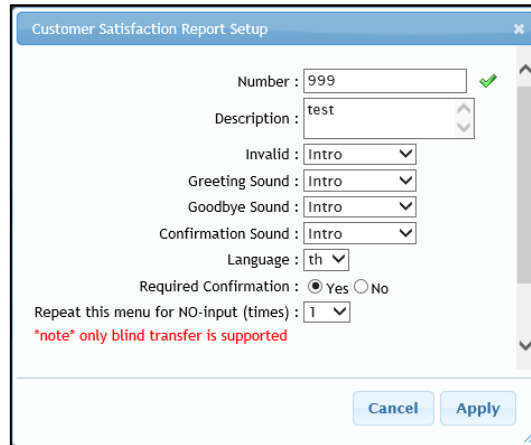 Customer Satisfaction Report Setup
Number : 999
Description : test
Invalid : Intro
Greeting Sound : Intro
Goodbye Sound : Intro
Confirmation Sound : Intro
Language : th
Required Confirmation : Yes No
Repeat this menu for NO-input (times) : 1
*note* only blind transfer is supported
Cancel Apply